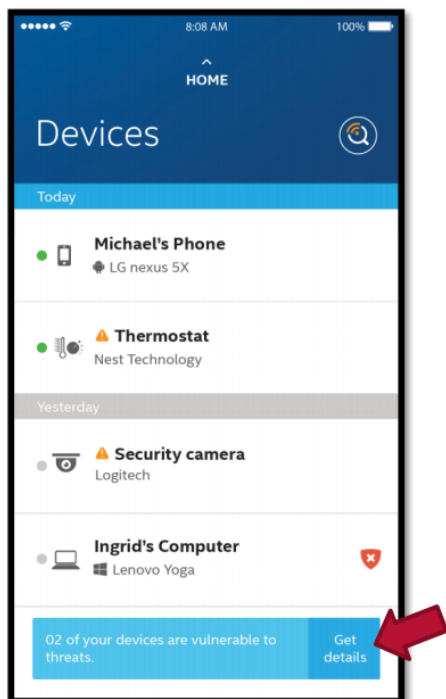 8:08 AM
100%
HOME
Devices
Today
Michael's Phone
LG nexus 5X
Thermostat
Nest Technology
Yesterday
Security camera
Logitech
Ingrid's Computer
Lenovo Yoga
02 of your devices are vulnerable to
threats.
Get
details